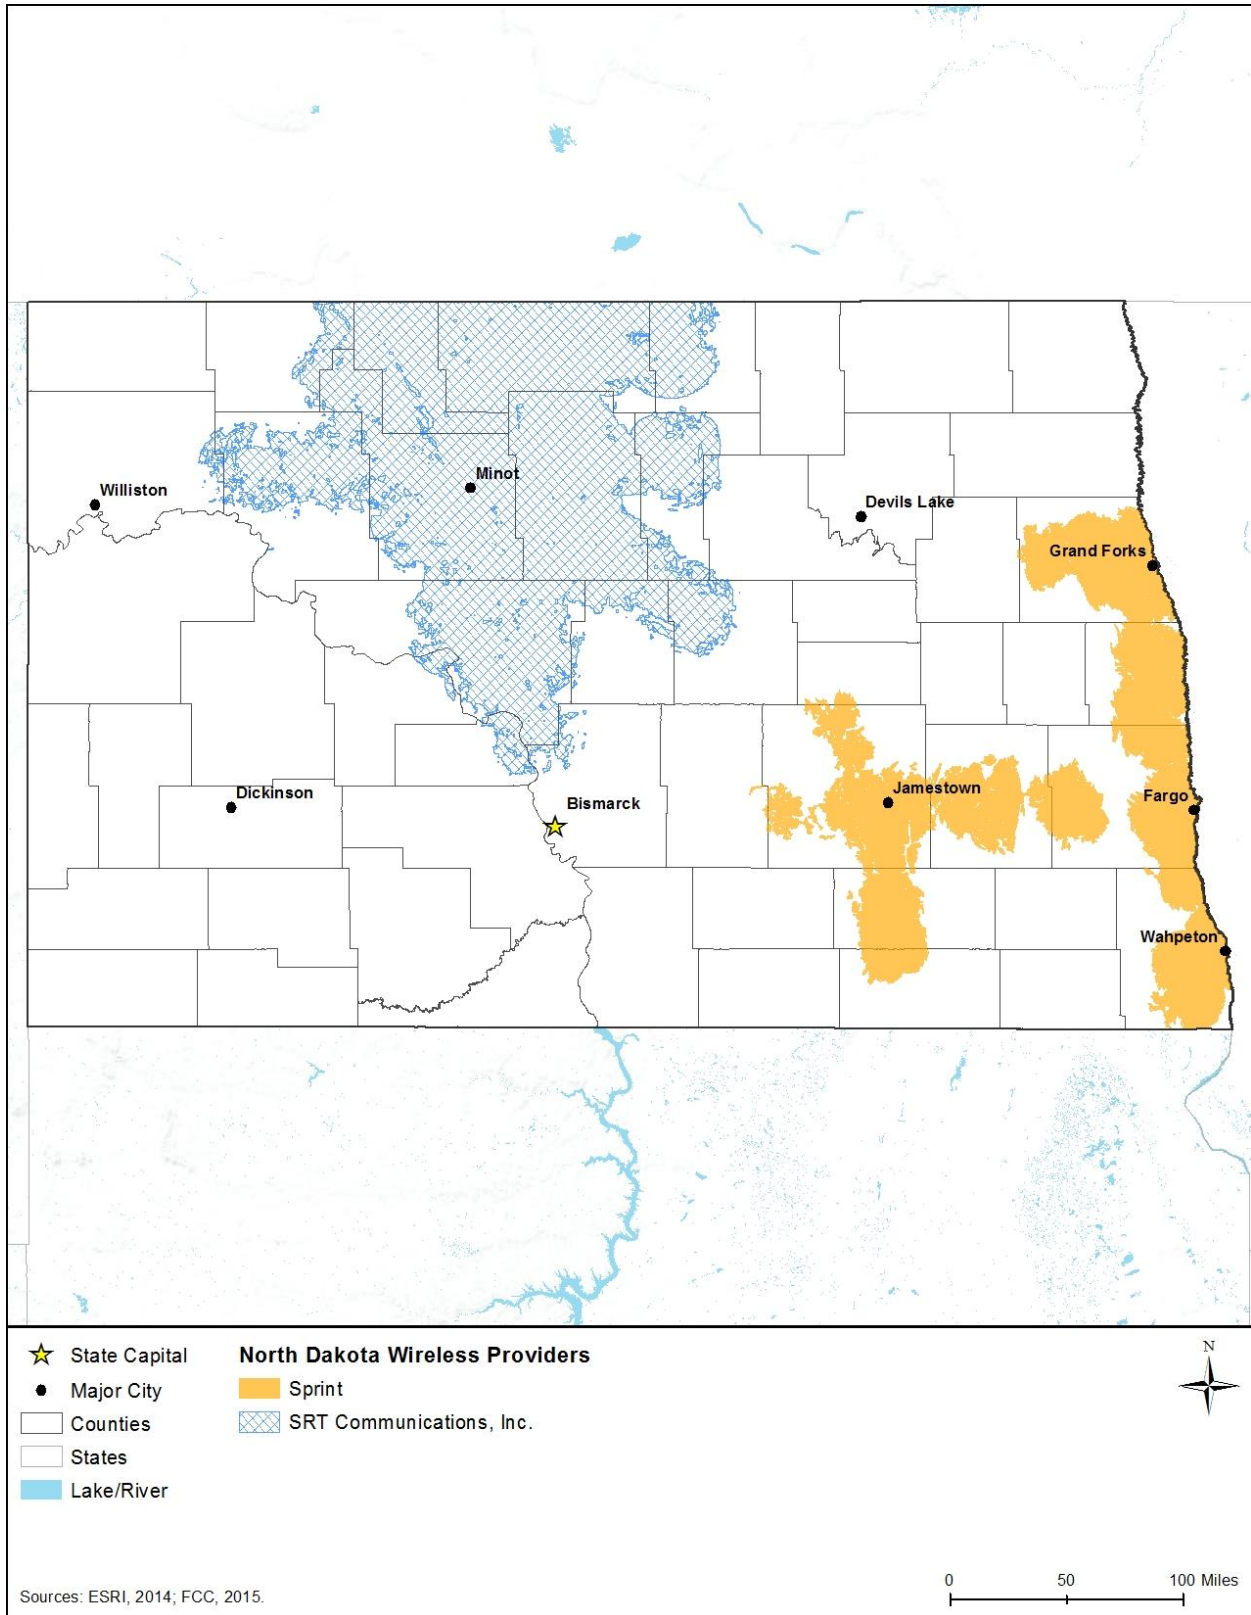 Williston
Minot
Devils Lake
Grand Forks
Dickinson
Bismarck
Jamestown
Fargo
Wahpeton
State Capital
Major City
Counties
States
Lake/River
North Dakota Wireless Providers
Sprint
SRT Communications, Inc.
N
Sources: ESRI, 2014; FCC, 2015.
0 50 100 Miles